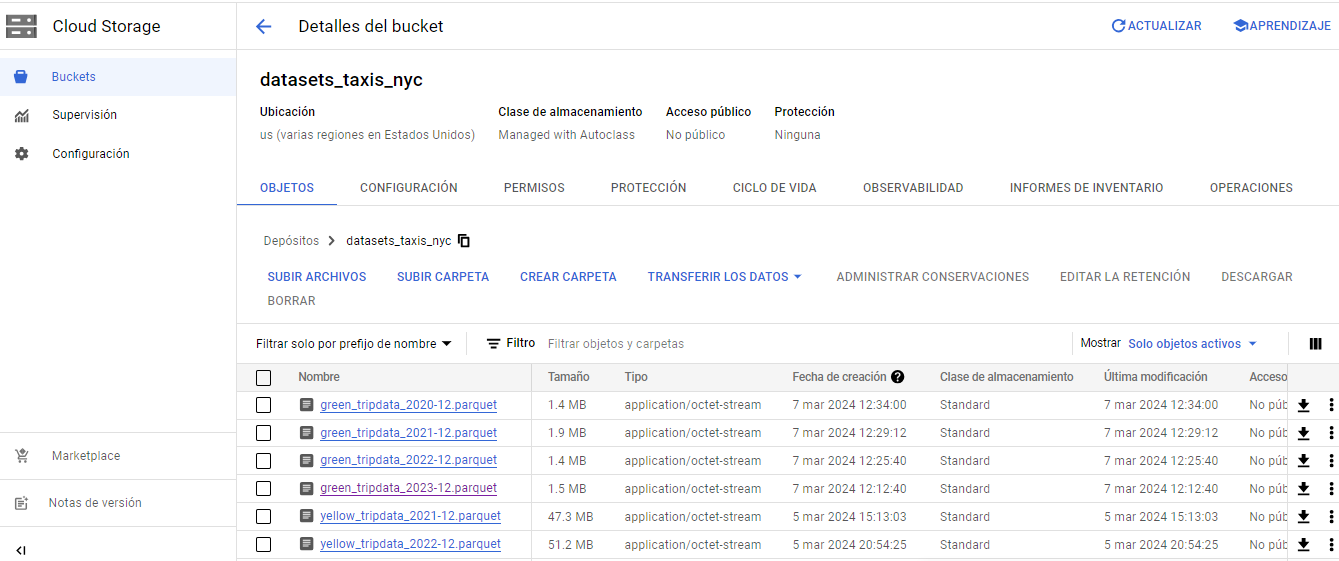 Cloud Storage
Detalles del bucket
ACTUALIZAR
APRENDIZAJE
Buckets
Supervisión
Configuración
Marketplace
Notas de versión
datasets_taxis_nyc
Ubicación Clase de almacenamiento Acceso público Protección
us (varias regiones en Estados Unidos) Managed with Autoclass No público Ninguna
OBJETOS CONFIGURACIÓN PERMISOS PROTECCIÓN CICLO DE VIDA OBSERVABILIDAD INFORMES DE INVENTARIO OPERACIONES
Depósitos datasets_taxis_nyc
SUBIR ARCHIVOS SUBIR CARPETA CREAR CARPETA TRANSFERIR LOS DATOS ADMINISTRAR CONSERVACIONES EDITAR LA RETENCIÓN DESCARGAR
BORRAR
Filtrar solo por prefijo de nombre Filtro Filtrar objetos y carpetas Mostrar Solo objetos activos
Nombre Tamaño Tipo Fecha de creación Clase de almacenamiento Última modificación Acceso
green_tripdata_2020-12.parquet 1.4 MB application/octet-stream 7 mar 2024 12:34:00 Standard 7 mar 2024 12:34:00 No púb
green_tripdata_2021-12.parquet 1.9 MB application/octet-stream 7 mar 2024 12:29:12 Standard 7 mar 2024 12:29:12 No púb
green_tripdata_2022-12.parquet 1.4 MB application/octet-stream 7 mar 2024 12:25:40 Standard 7 mar 2024 12:25:40 No púb
green_tripdata_2023-12.parquet 1.5 MB application/octet-stream 7 mar 2024 12:12:40 Standard 7 mar 2024 12:12:40 No púb
yellow_tripdata_2021-12.parquet 47.3 MB application/octet-stream 5 mar 2024 15:13:03 Standard 5 mar 2024 15:13:03 No púb
yellow_tripdata_2022-12.parquet 51.2 MB application/octet-stream 5 mar 2024 20:54:25 Standard 5 mar 2024 20:54:25 No púb